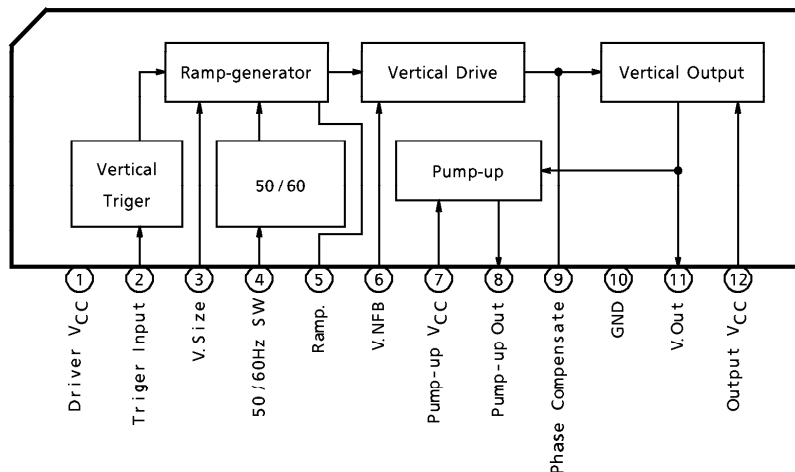 Ramp-generator
Vertical Drive
Vertical Output
Vertical
Triger
50/60
Pump-up
1
2
3
4
5
6
7
8
9
10
11
12
Driver VCC
Triger Input
V.Size
50/60Hz SW
Ramp.
V.NFB
Pump-up VCC
Pump-up Out
Phase Compensate
GND
V.Out
Output VCC